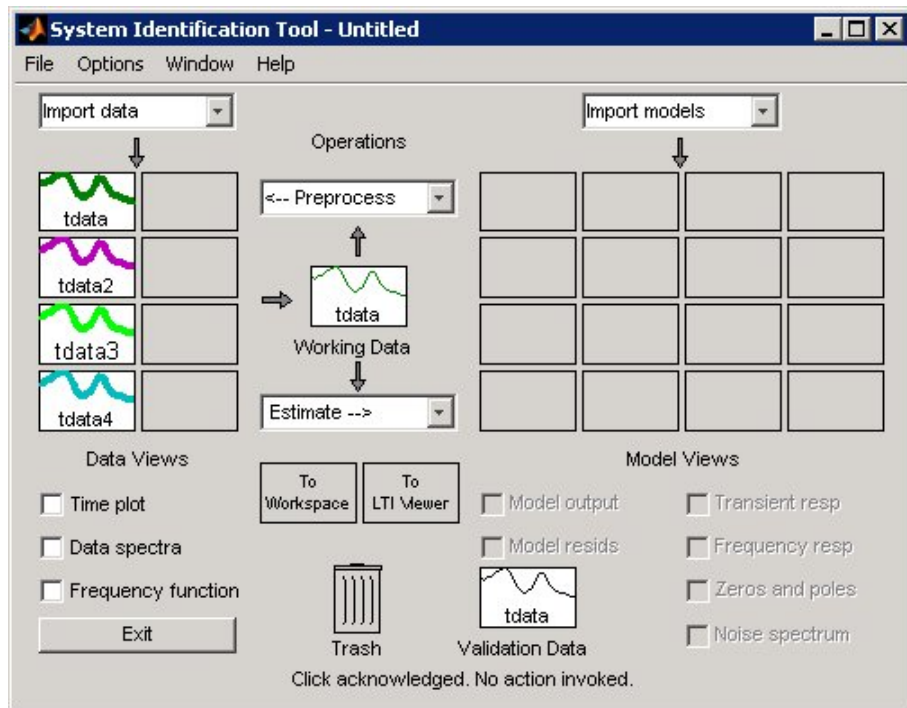 System Identification Tool - Untitled
File Options Window Help
Import data
Import models
Operations
<-- Preprocess
tdata
tdata2
tdata3
tdata4
tdata
Working Data
Estimate -->
Data Views
Time plot
Data spectra
Frequency function
Exit
To
Workspace
To
LTI Viewer
Trash
tdata
Validation Data
Model Views
Model output
Transient resp
Model resids
Frequency resp
Zeros and poles
Noise spectrum
Click acknowledged. No action invoked.